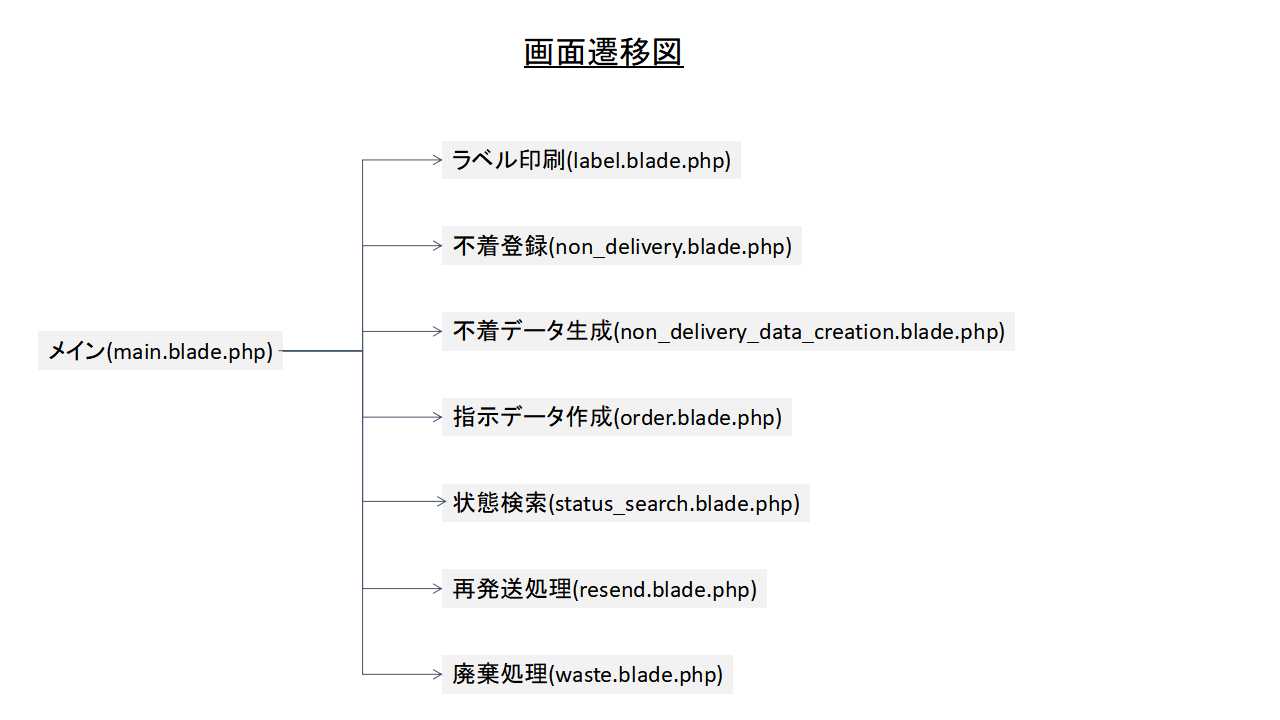 画面遷移図
ラベル印刷(label.blade.php)
不着登録(non_delivery.blade.php)
不着データ生成(non_delivery_data_creation.blade.php)
メイン(main.blade.php)
指示データ作成(order.blade.php)
状態検索(status_search.blade.php)
再発送処理(resend.blade.php)
廃棄処理(waste.blade.php)